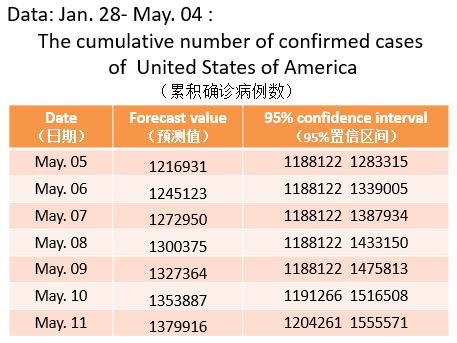 Data: Jan. 28- May. 04 :
The cumulative number of confirmed cases
of United States of America
（累积确诊病例数）
Date Forecast value 95% confidence interval
（日期） （预测值） （95%置信区间）
May. 05 1216931 1188122 1283315
May. 06 1245123 1188122 1339005
May. 07 1272950 1188122 1387934
May. 08 1300375 1188122 1433150
May. 09 1327364 1188122 1475813
May. 10 1353887 1191266 1516508
May. 11 1379916 1204261 1555571